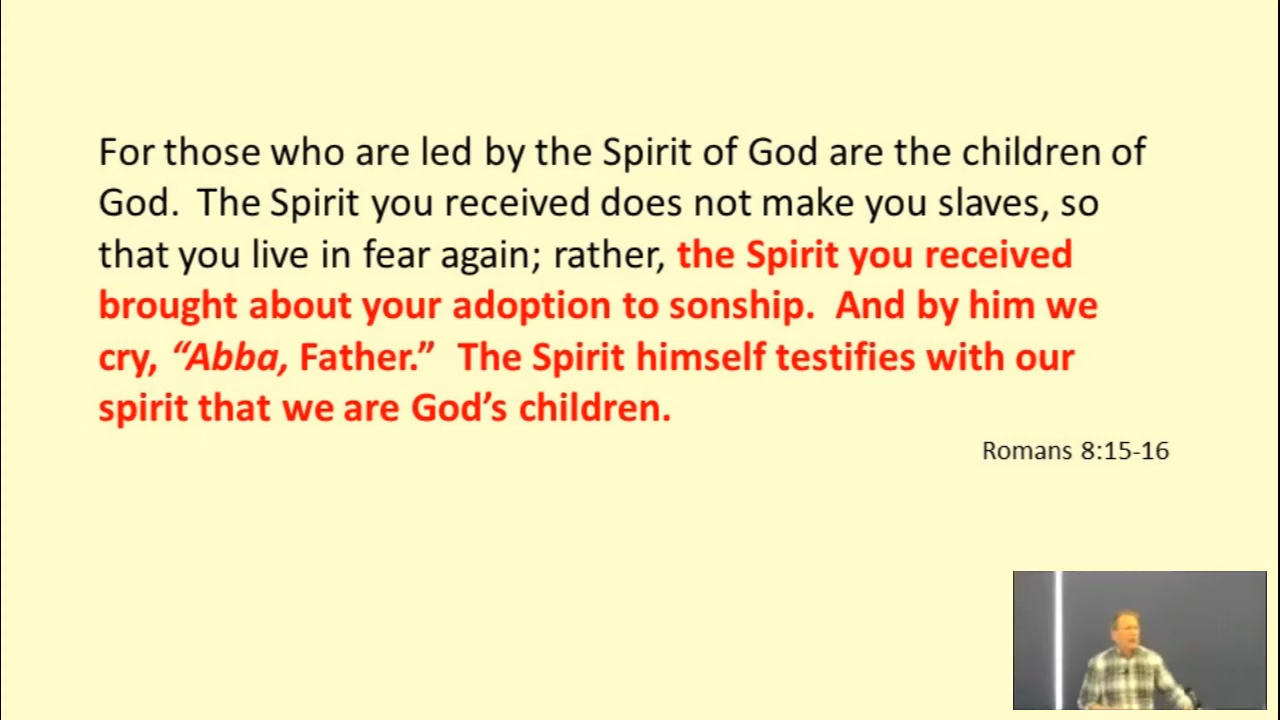 For those who are led by the Spirit of God are the children of
God.  The Spirit you received does not make you slaves, so
that you live in fear again; rather, the Spirit you received
brought about your adoption to sonship.  And by him we
cry, “Abba, Father.”  The Spirit himself testifies with our
spirit that we are God’s children.
Romans 8:15-16